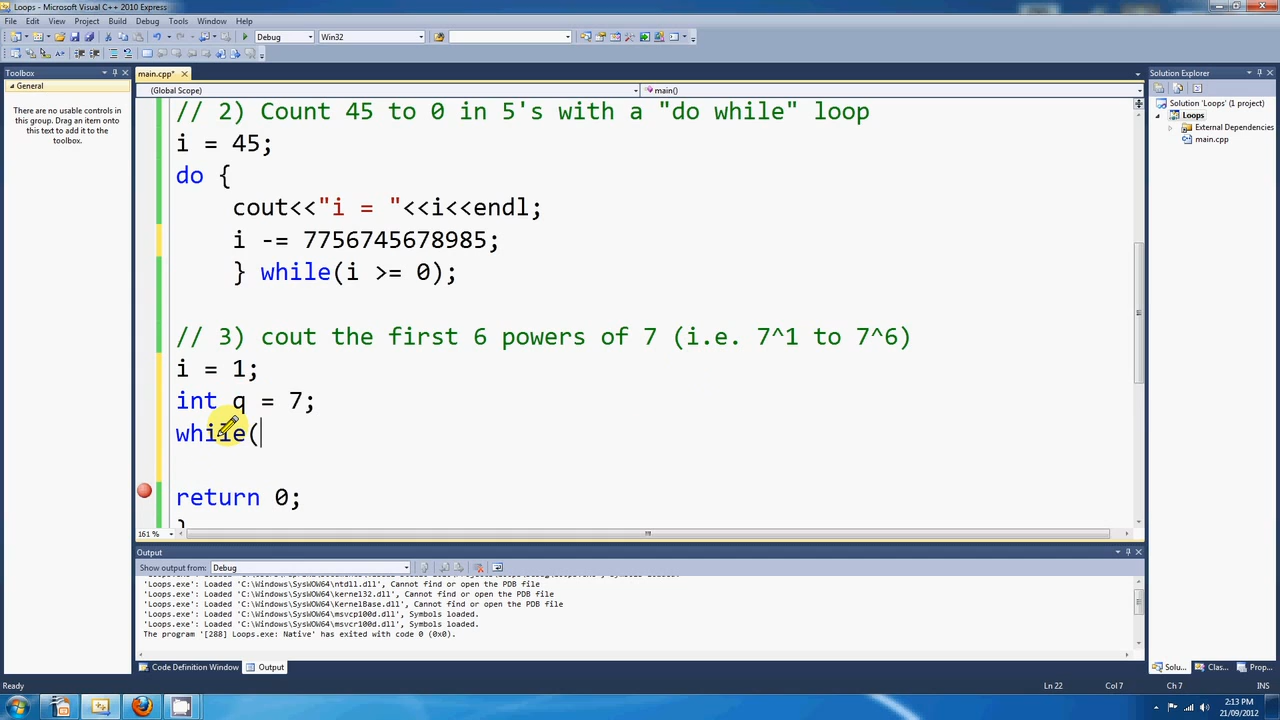 Loops - Microsoft Visual C++ 2010 Express
File Edit View Project Build Debug Tools Window Help
Debug Win32
Toolbox
General
There are no usable controls in
this group. Drag an item onto
this text to add it to the
toolbox.
main.cpp*
(Global Scope) main()
// 2) Count 45 to 0 in 5's with a "do while" loop
i = 45;
do {
cout<<"i = "<<i<<endl;
i -= 7756745678985;
} while(i >= 0);
// 3) cout the first 6 powers of 7 (i.e. 7^1 to 7^6)
i = 1;
int q = 7;
while(
return 0;
}
161 %
Solution Explorer
Solution 'Loops' (1 project)
Loops
External Dependencies
main.cpp
Output
Show output from: Debug
'Loops.exe': Loaded 'C:\Windows\SysWOW64\ntdll.dll', Cannot find or open the PDB file
'Loops.exe': Loaded 'C:\Windows\SysWOW64\kernel32.dll', Cannot find or open the PDB file
'Loops.exe': Loaded 'C:\Windows\SysWOW64\KernelBase.dll', Cannot find or open the PDB file
'Loops.exe': Loaded 'C:\Windows\SysWOW64\msvcp100d.dll', Symbols loaded.
'Loops.exe': Loaded 'C:\Windows\SysWOW64\msvcr100d.dll', Symbols loaded.
The program '[288] Loops.exe: Native' has exited with code 0 (0x0).
Code Definition Window Output
Solu... Clas... Prop...
Ready Ln 22 Col 7 Ch 7 INS
2:13 PM
21/09/2012